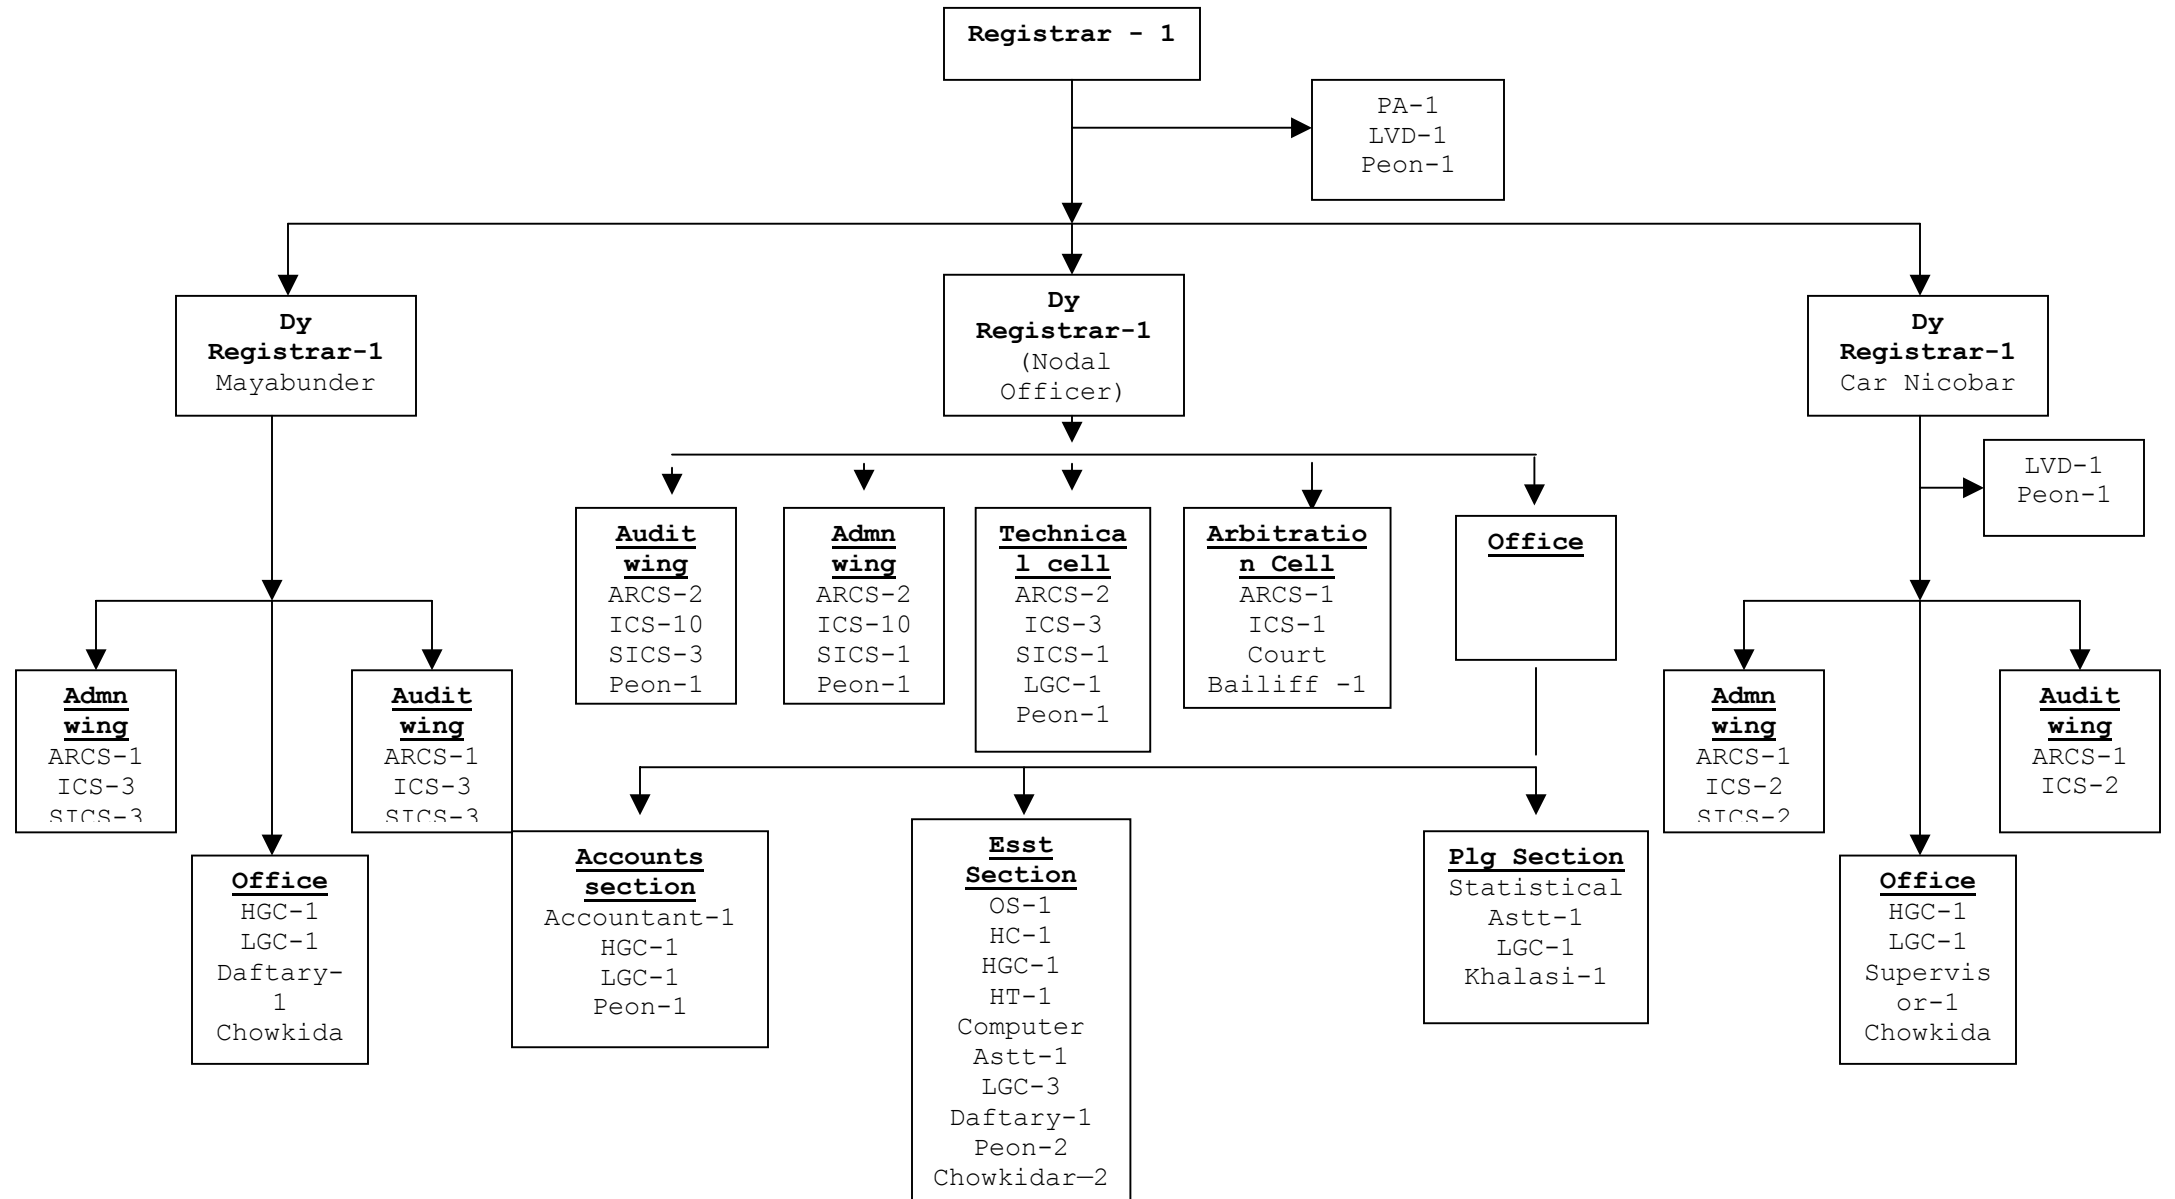 Registrar - 1
PA-1
LVD-1
Peon-1
Dy
Registrar-1
Mayabunder
Dy
Registrar-1
(Nodal
Officer)
Dy
Registrar-1
Car Nicobar
LVD-1
Peon-1
Audit
wing
ARCS-2
ICS-10
SICS-3
Peon-1
Admn
wing
ARCS-2
ICS-10
SICS-1
Peon-1
Technica
l cell
ARCS-2
ICS-3
SICS-1
LGC-1
Peon-1
Arbitratio
n Cell
ARCS-1
ICS-1
Court
Bailiff -1
Office
Admn
wing
ARCS-1
ICS-3
SICS-3
Audit
wing
ARCS-1
ICS-3
SICS-3
Admn
wing
ARCS-1
ICS-2
SICS-2
Audit
wing
ARCS-1
ICS-2
Office
HGC-1
LGC-1
Daftary-
1
Chowkida
Accounts
section
Accountant-1
HGC-1
LGC-1
Peon-1
Esst
Section
OS-1
HC-1
HGC-1
HT-1
Computer
Astt-1
LGC-3
Daftary-1
Peon-2
Chowkidar—2
Plg Section
Statistical
Astt-1
LGC-1
Khalasi-1
Office
HGC-1
LGC-1
Supervis
or-1
Chowkida